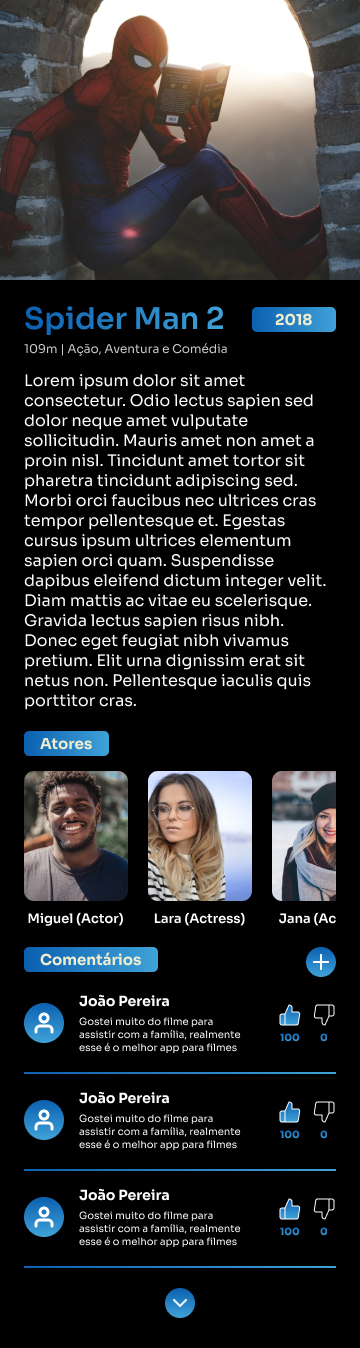 Spider Man 2
2018
109m | Ação, Aventura e Comédia
Lorem ipsum dolor sit amet
consectetur. Odio lectus sapien sed
dolor neque amet vulputate
sollicitudin. Mauris amet non amet a
proin nisl. Tincidunt amet tortor sit
pharetra tincidunt adipiscing sed.
Morbi orci faucibus nec ultrices cras
tempor pellentesque et. Egestas
cursus ipsum ultrices elementum
sapien orci quam. Suspendisse
dapibus eleifend dictum integer velit.
Diam mattis ac vitae eu scelerisque.
Gravida lectus sapien risus nibh.
Donec eget feugiat nibh vivamus
pretium. Elit urna dignissim erat sit
netus non. Pellentesque iaculis quis
porttitor cras.
Atores
Miguel (Actor)
Lara (Actress)
Jana (Ac
Comentários
João Pereira
Gostei muito do filme para
assistir com a família, realmente
esse é o melhor app para filmes
100
0
João Pereira
Gostei muito do filme para
assistir com a família, realmente
esse é o melhor app para filmes
100
0
João Pereira
Gostei muito do filme para
assistir com a família, realmente
esse é o melhor app para filmes
100
0